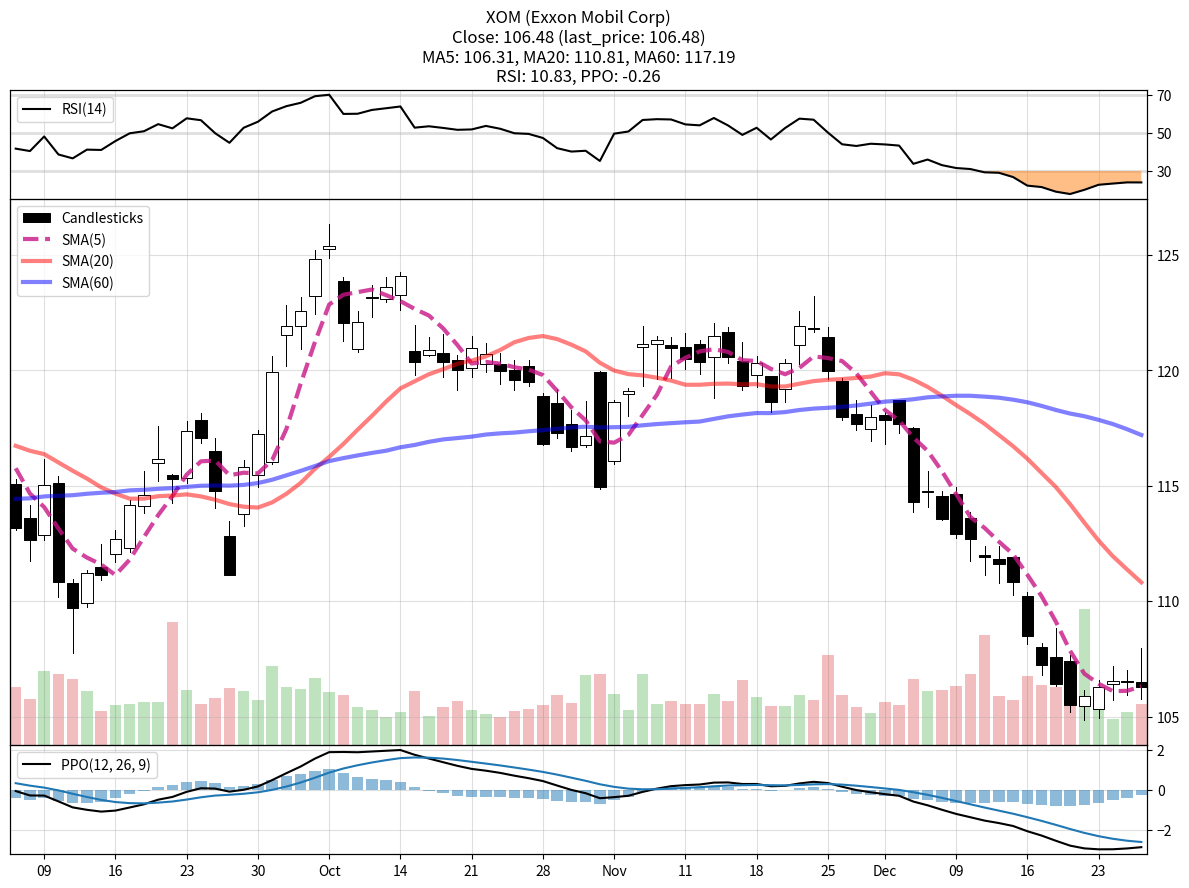 XOM (Exxon Mobil Corp)
Close: 106.48 (last_price: 106.48)
MA5: 106.31, MA20: 110.81, MA60: 117.19
RSI: 10.83, PPO: -0.26
RSI(14)
70
50
30
Candlesticks
SMA(5)
SMA(20)
SMA(60)
125
120
115
110
105
PPO(12, 26, 9)
2
0
−2
09 16 23 30 Oct 14 21 28 Nov 11 18 25 Dec 09 16 23